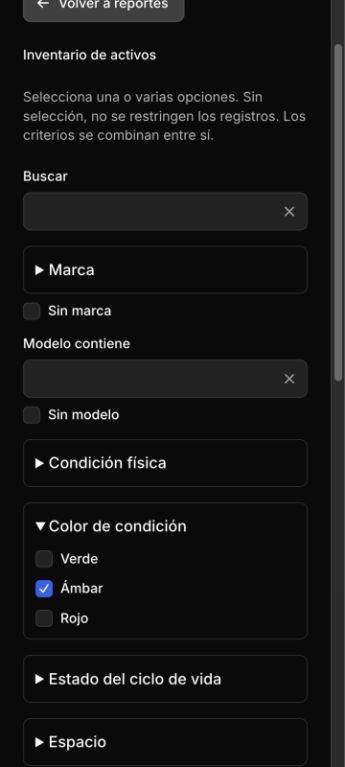 ← Volver a reportes
Inventario de activos
Selecciona una o varias opciones. Sin
selección, no se restringen los registros. Los
criterios se combinan entre sí.
Buscar
Marca
Sin marca
Modelo contiene
Sin modelo
Condición física
Color de condición
Verde
Ámbar
Rojo
Estado del ciclo de vida
Espacio